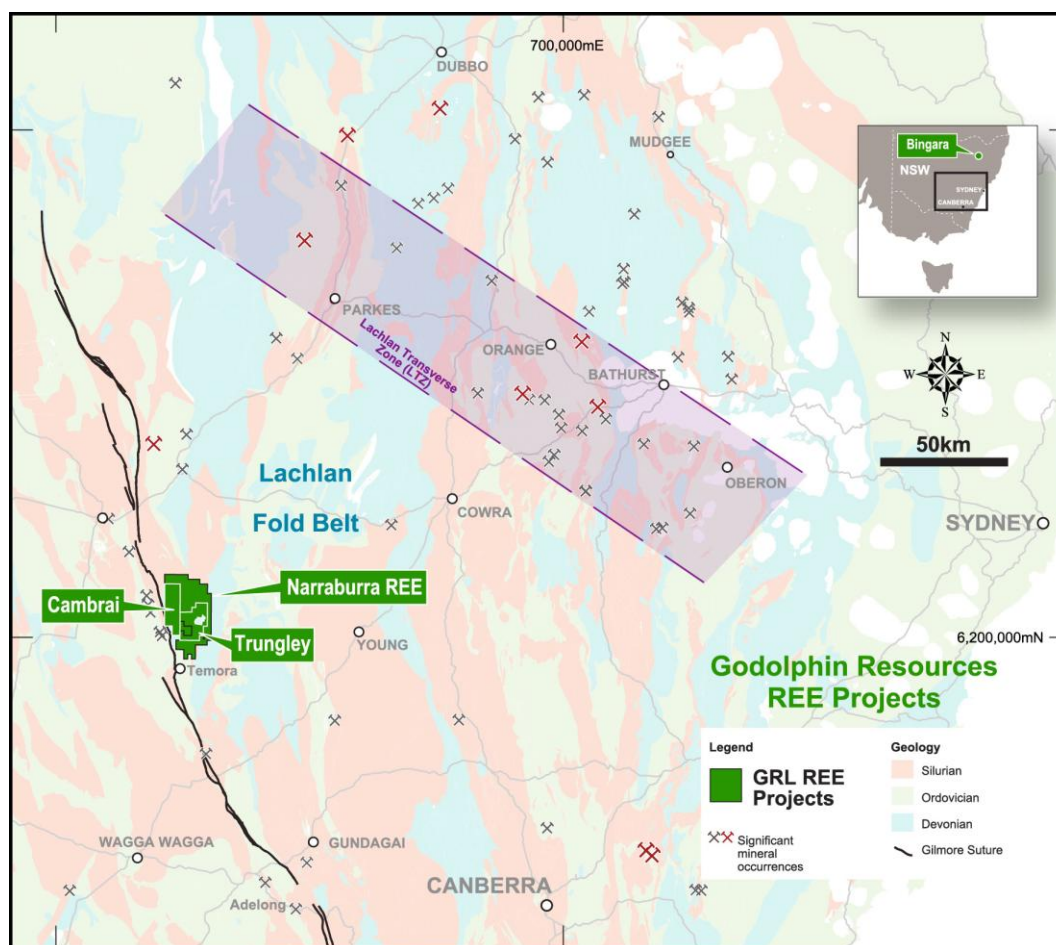 700,000mE
DUBBO
MUDGEE
Bingara
NSW
SYDNEY
CANBERRA
PARKES
Lachlan Transverse
Zone (LTZ)
ORANGE
BATHURST
N
W
E
S
50km
OBERON
SYDNEY
Lachlan
Fold Belt
COWRA
Cambrai
Narraburra REE
Trungley
YOUNG
Temora
6,200,000mN
Godolphin Resources
REE Projects
Legend
GRL REE
Projects
Significant
mineral
occurrences
Geology
Silurian
Ordovician
Devonian
Gilmore Suture
WAGGA WAGGA
GUNDAGAI
CANBERRA
Adelong